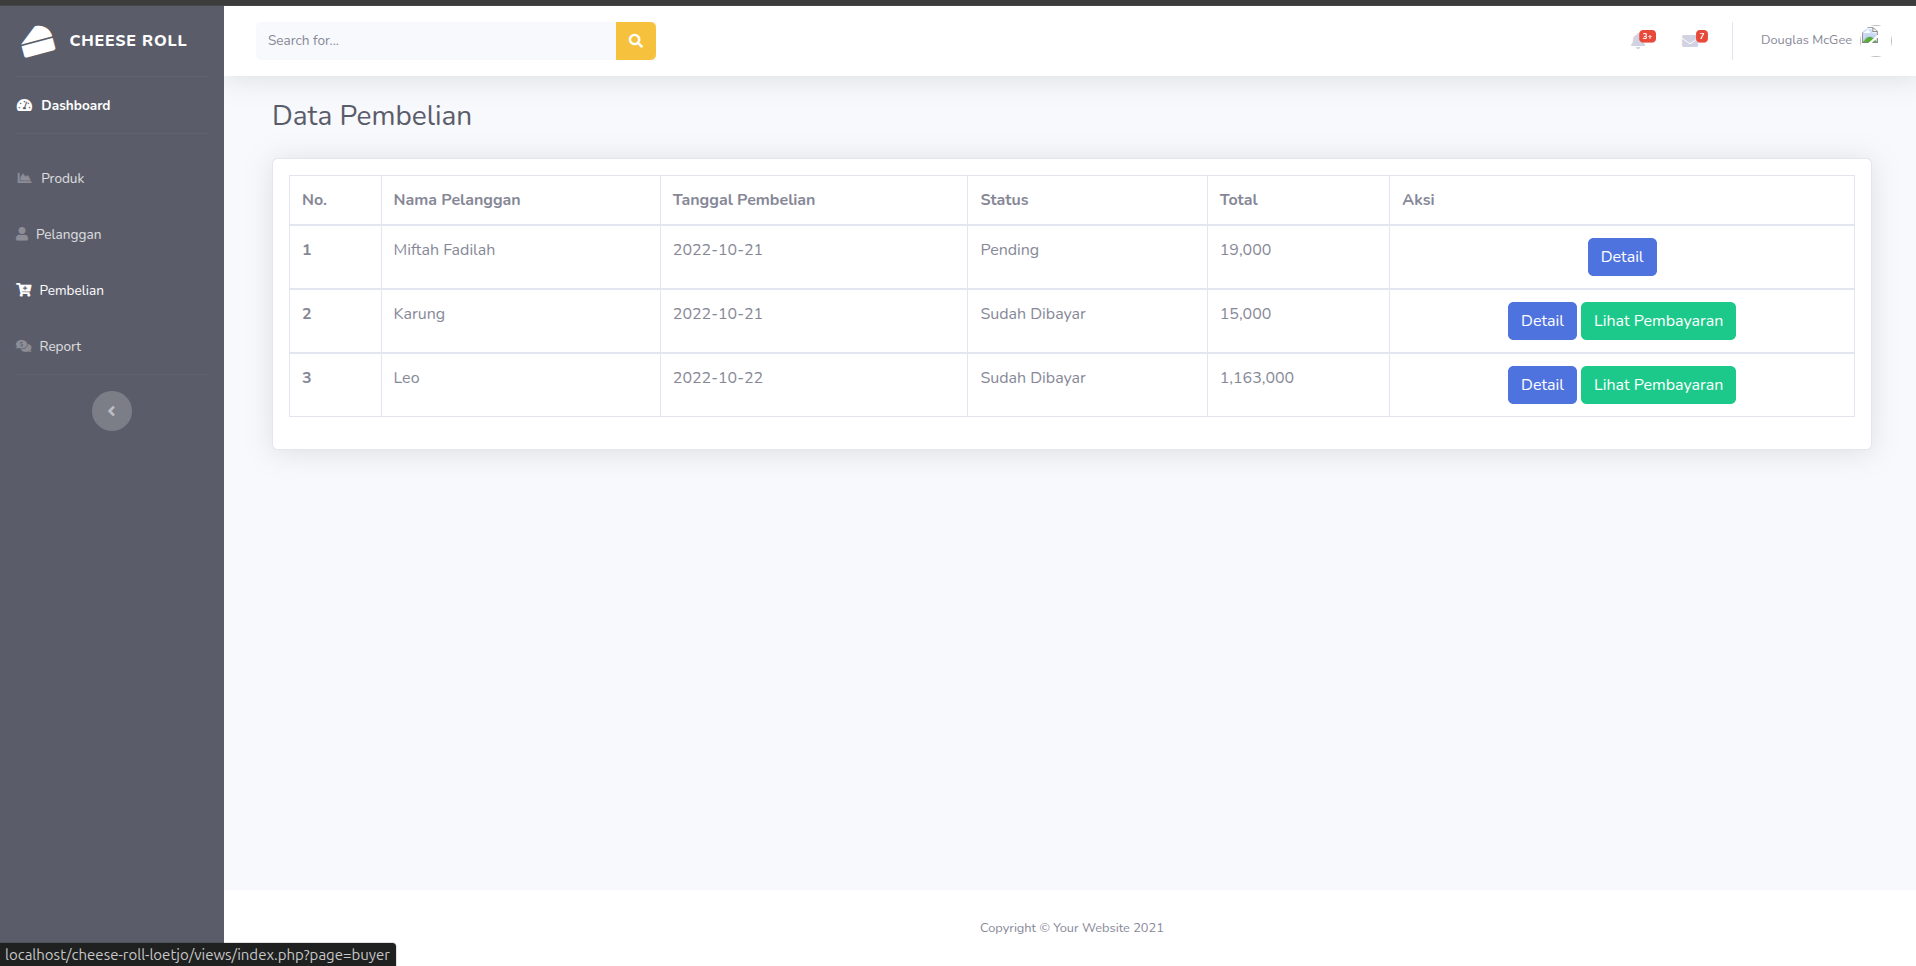 CHEESE ROLL
Search for...
3+
7
Douglas McGee
Dashboard
Produk
Pelanggan
Pembelian
Report
Data Pembelian
No. Nama Pelanggan Tanggal Pembelian Status Total Aksi
1 Miftah Fadilah 2022-10-21 Pending 19,000 Detail
2 Karung 2022-10-21 Sudah Dibayar 15,000 Detail Lihat Pembayaran
3 Leo 2022-10-22 Sudah Dibayar 1,163,000 Detail Lihat Pembayaran
Copyright © Your Website 2021
localhost/cheese-roll-loetjo/views/index.php?page=buyer